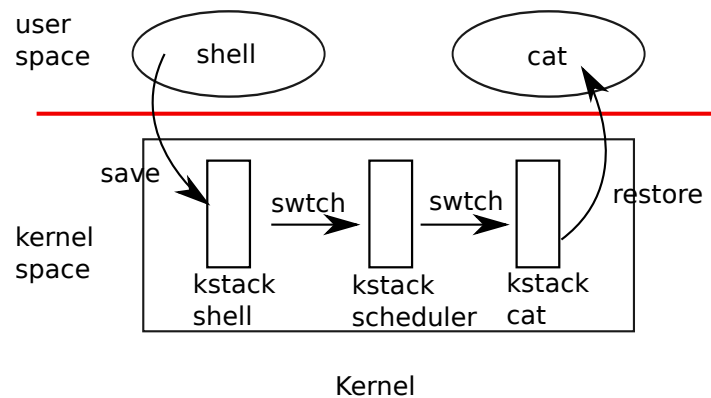 user
space
shell
cat
save
swtch
swtch
restore
kernel
space
kstack
shell
kstack
scheduler
kstack
cat
Kernel